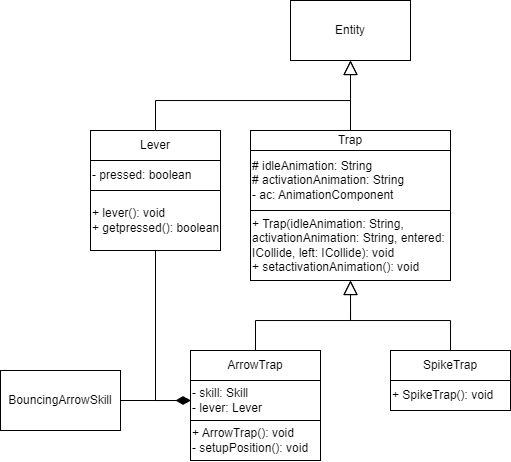 Entity
Lever
- pressed: boolean
+ lever(): void
+ getpressed(): boolean
Trap
# idleAnimation: String
# activationAnimation: String
- ac: AnimationComponent
+ Trap(idleAnimation: String,
activationAnimation: String, entered:
ICollide, left: ICollide): void
+ setactivationAnimation(): void
BouncingArrowSkill
ArrowTrap
- skill: Skill
- lever: Lever
+ ArrowTrap(): void
- setupPosition(): void
SpikeTrap
+ SpikeTrap(): void